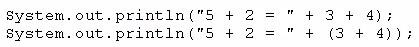 System.out.println("5 + 2 = " + 3 + 4);
System.out.println("5 + 2 = " + (3 + 4));